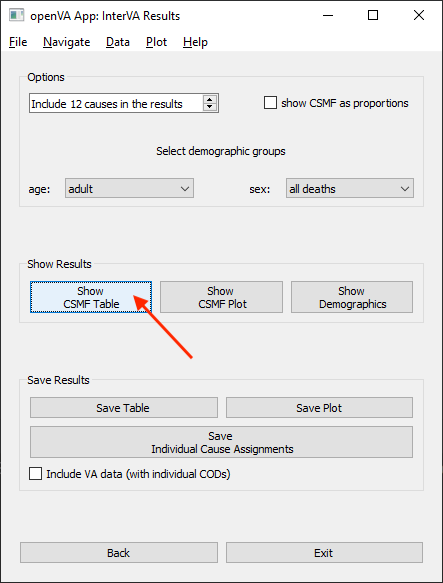 openVA App: InterVA Results
File Navigate Data Plot Help
Options
Include 12 causes in the results
show CSMF as proportions
Select demographic groups
age: adult sex: all deaths
Show Results
Show
CSMF Table
Show
CSMF Plot
Show
Demographics
Save Results
Save Table Save Plot
Save
Individual Cause Assignments
Include VA data (with individual CODs)
Back Exit